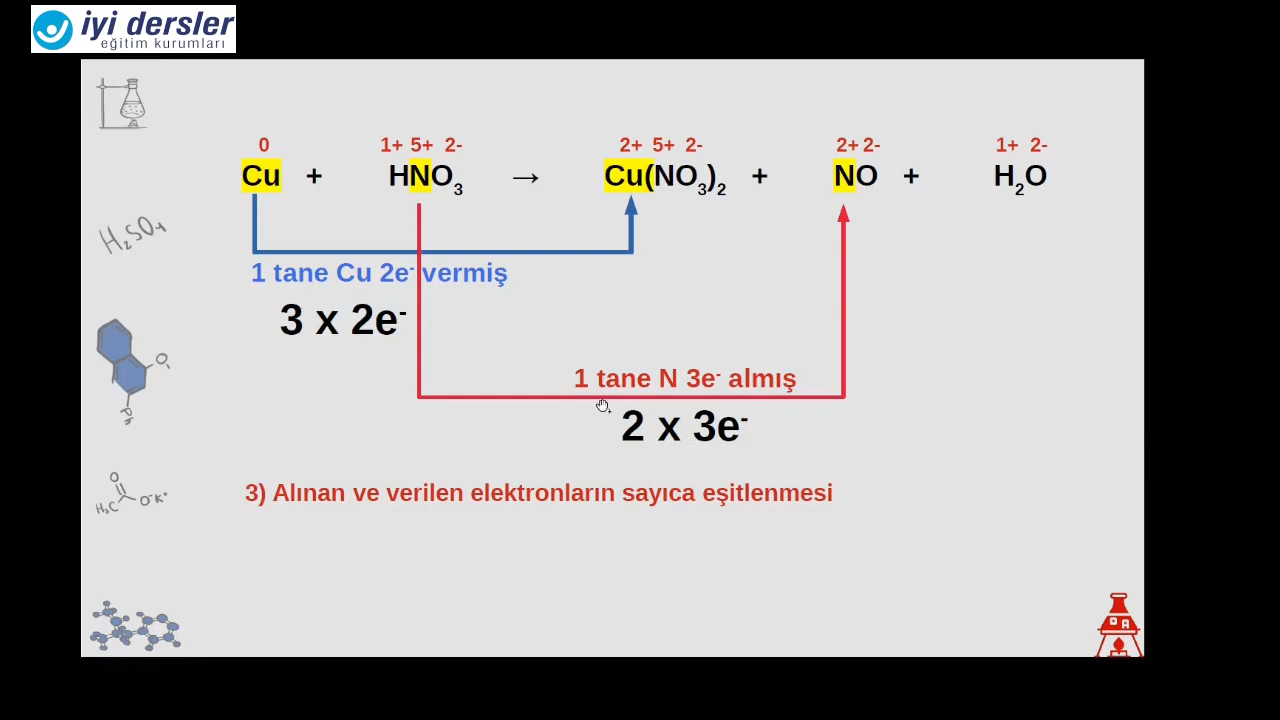 iyi dersler
eğitim kurumları
0 1+ 5+ 2- 2+ 5+ 2- 2+ 2- 1+ 2-
Cu + HNO₃ → Cu(NO₃)₂ + NO + H₂O
H₂SO₄
1 tane Cu 2e⁻ vermiş
3 x 2e⁻
O
Ph
1 tane N 3e⁻ almış
2 x 3e⁻
3) Alınan ve verilen elektronların sayıca eşitlenmesi
O
H₃C O⁻K⁺